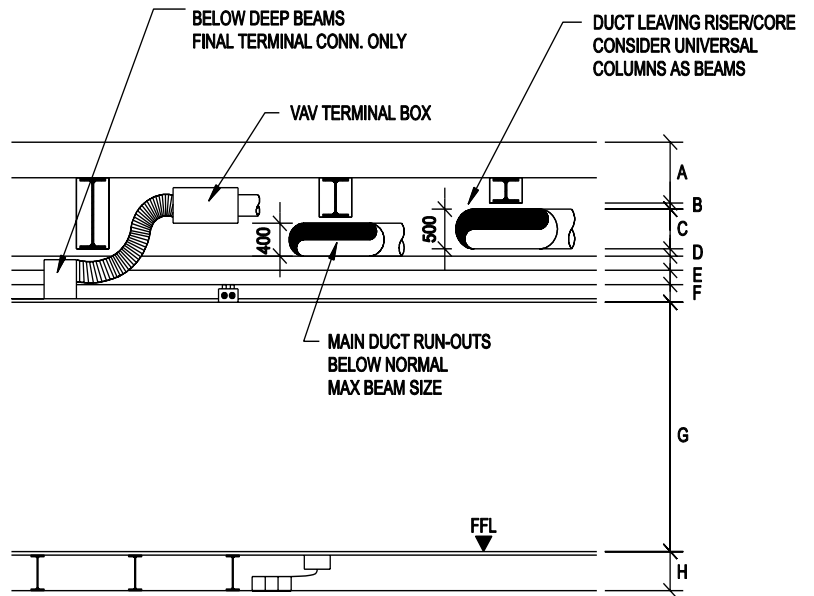 BELOW DEEP BEAMS
FINAL TERMINAL CONN. ONLY
DUCT LEAVING RISER/CORE
CONSIDER UNIVERSAL
COLUMNS AS BEAMS
VAV TERMINAL BOX
A
B
C
D
E
F
400
500
MAIN DUCT RUN-OUTS
BELOW NORMAL
MAX BEAM SIZE
G
FFL
H